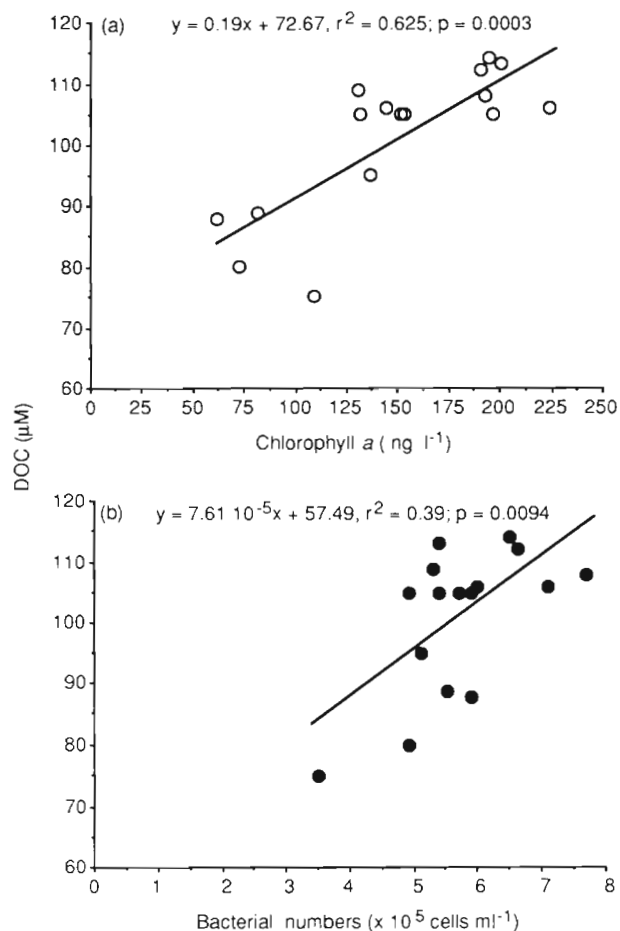 (a) y = 0.19x + 72.67, r² = 0.625; p = 0.0003
120
110
100
90
80
70
60
0 25 50 75 100 125 150 175 200 225 250
Chlorophyll a ( ng l⁻¹)
DOC (µM)
(b) y = 7.61 10⁻⁵x + 57.49, r² = 0.39; p = 0.0094
120
110
100
90
80
70
60
0 1 2 3 4 5 6 7 8
Bacterial numbers (x 10⁵ cells ml⁻¹)